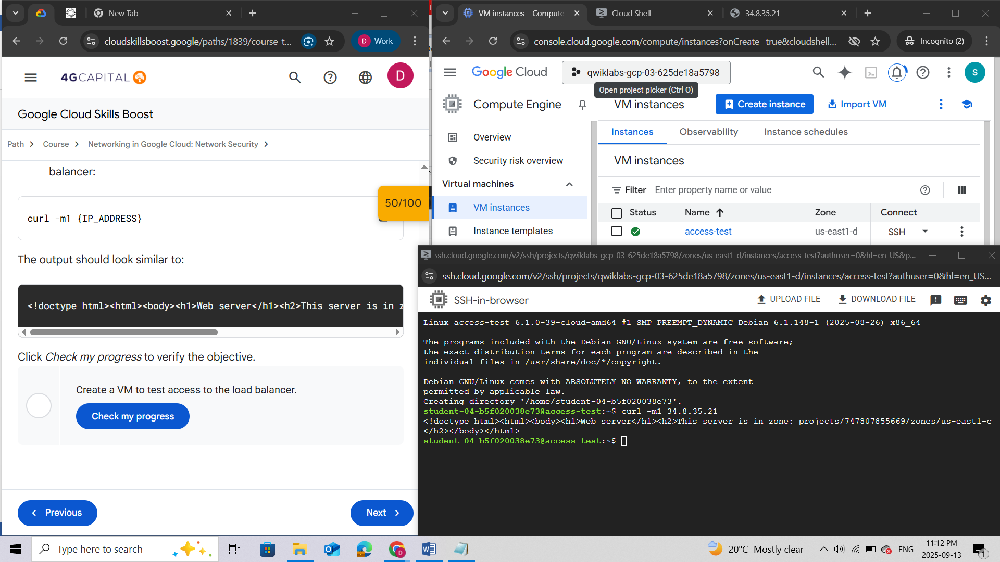 New Tab
cloudskillsboost.google/paths/1839/course_t...
D Work
4GCAPITAL
D
Google Cloud Skills Boost
Path > Course > Networking in Google Cloud: Network Security >
balancer:
50/100
curl -m1 {IP_ADDRESS}
The output should look similar to:
<!doctype html><html><body><h1>Web server</h1><h2>This server is in z
Click Check my progress to verify the objective.
Create a VM to test access to the load balancer.
Check my progress
Previous
Next
VM instances – Compute
Cloud Shell
34.8.35.21
console.cloud.google.com/compute/instances?onCreate=true&cloudshell...
Incognito (2)
Google Cloud
qwiklabs-gcp-03-625de18a5798
S
Open project picker (Ctrl O)
Compute Engine
VM instances
Create instance
Import VM
Overview
Security risk overview
Virtual machines
VM instances
Instance templates
Instances
Observability
Instance schedules
VM instances
Filter
Enter property name or value
Status
Name
Zone
Connect
access-test
us-east1-d
SSH
ssh.cloud.google.com/v2/ssh/projects/qwiklabs-gcp-03-625de18a5798/zones/us-east1-d/instances/access-test?authuser=0&hl=en_US&p...
ssh.cloud.google.com/v2/ssh/projects/qwiklabs-gcp-03-625de18a5798/zones/us-east1-d/instances/access-test?authuser=0&hl=en_US...
SSH-in-browser
UPLOAD FILE
DOWNLOAD FILE
Linux access-test 6.1.0-39-cloud-amd64 #1 SMP PREEMPT_DYNAMIC Debian 6.1.148-1 (2025-08-26) x86_64
The programs included with the Debian GNU/Linux system are free software;
the exact distribution terms for each program are described in the
individual files in /usr/share/doc/*/copyright.
Debian GNU/Linux comes with ABSOLUTELY NO WARRANTY, to the extent
permitted by applicable law.
Creating directory '/home/student-04-b5f020038e73'.
student-04-b5f020038e73@access-test:~$ curl -m1 34.8.35.21
<!doctype html><html><body><h1>Web server</h1><h2>This server is in zone: projects/747807855669/zones/us-east1-c
</h2></body></html>
student-04-b5f020038e73@access-test:~$
Type here to search
20°C Mostly clear
ENG
11:12 PM
2025-09-13
1